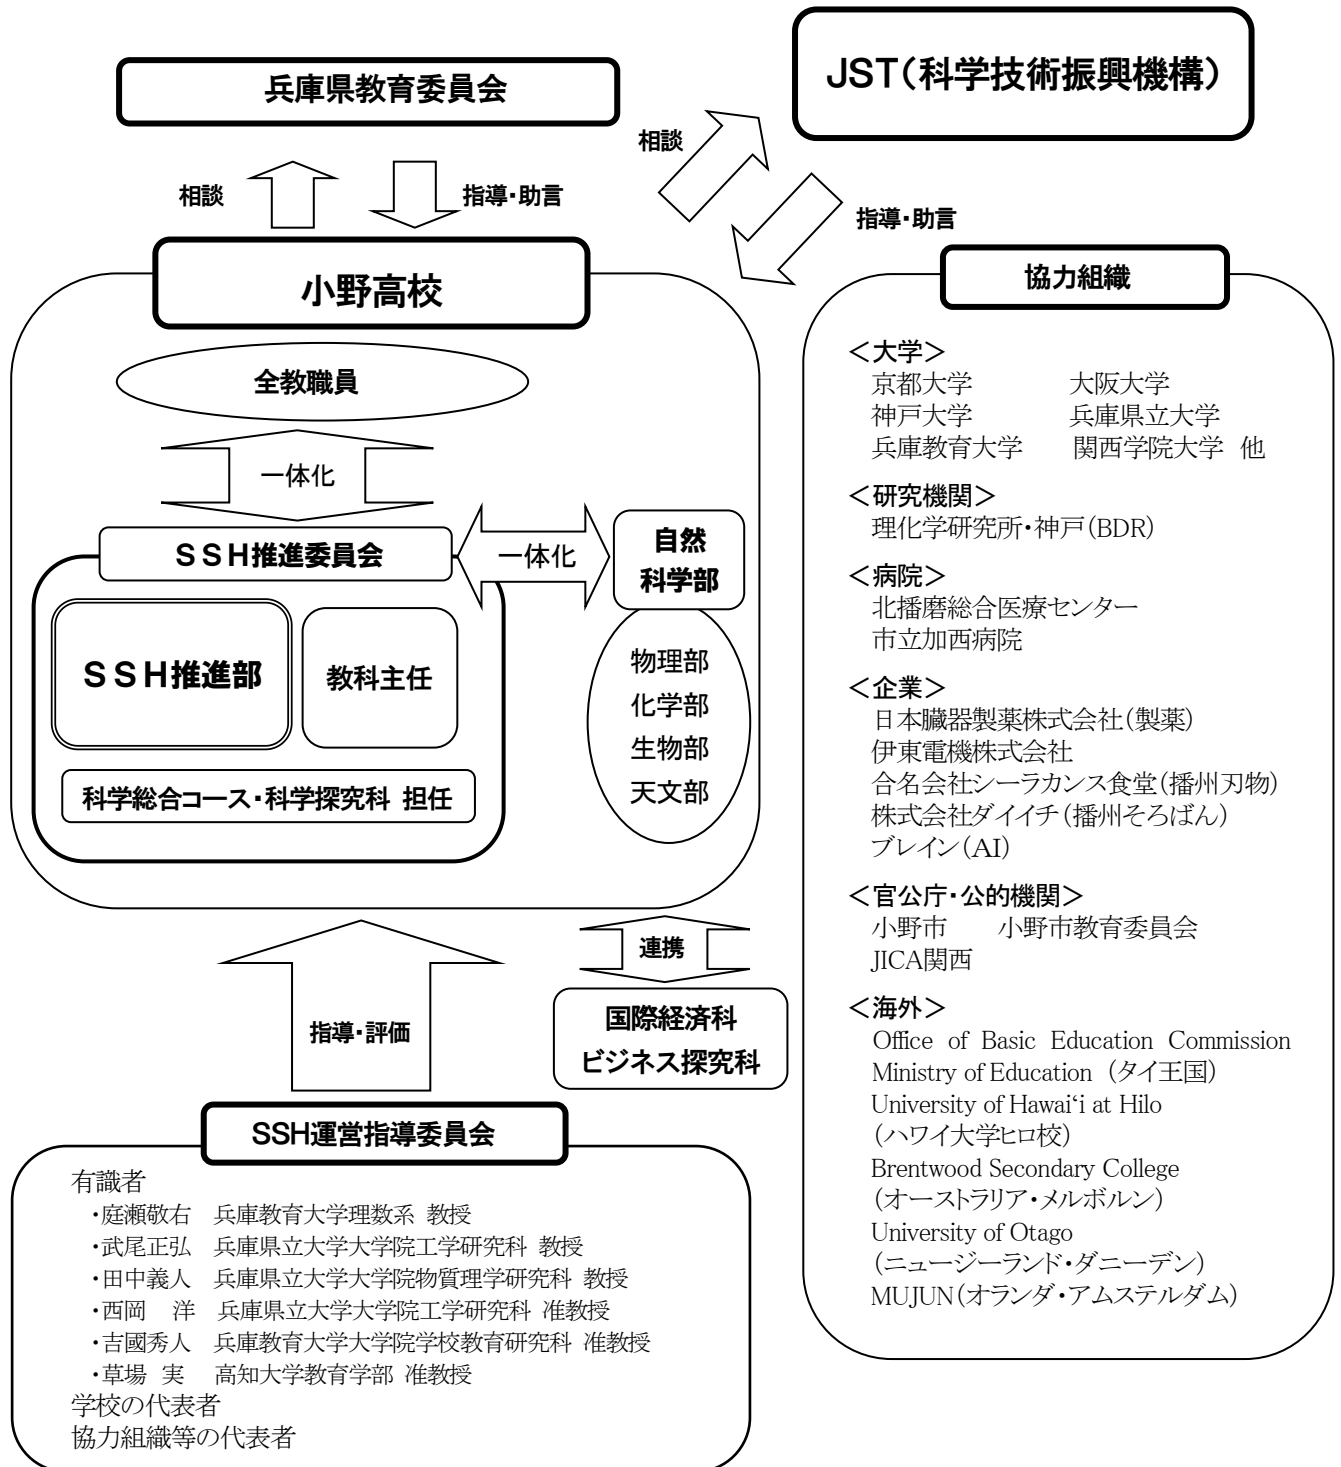 兵庫県教育委員会
JST(科学技術振興機構)
相談
指導・助言
相談
指導・助言
小野高校
全教職員
一体化
SSH推進委員会
一体化
自然
科学部
SSH推進部
教科主任
物理部
化学部
生物部
天文部
科学総合コース・科学探究科 担任
連携
国際経済科
ビジネス探究科
指導・評価
SSH運営指導委員会
有識者
・庭瀬敬右 兵庫教育大学理数系 教授
・武尾正弘 兵庫県立大学大学院工学研究科 教授
・田中義人 兵庫県立大学大学院物質理学研究科 教授
・西岡 洋 兵庫県立大学大学院工学研究科 准教授
・吉國秀人 兵庫教育大学大学院学校教育研究科 准教授
・草場 実 高知大学教育学部 准教授
学校の代表者
協力組織等の代表者
協力組織
<大学>
京都大学 大阪大学
神戸大学 兵庫県立大学
兵庫教育大学 関西学院大学 他
<研究機関>
理化学研究所・神戸(BDR)
<病院>
北播磨総合医療センター
市立加西病院
<企業>
日本臓器製薬株式会社(製薬)
伊東電機株式会社
合名会社シーラカンス食堂(播州刃物)
株式会社ダイイチ(播州そろばん)
ブレイン(AI)
<官公庁・公的機関>
小野市 小野市教育委員会
JICA関西
<海外>
Office of Basic Education Commission
Ministry of Education (タイ王国)
University of Hawai‘i at Hilo
(ハワイ大学ヒロ校)
Brentwood Secondary College
(オーストラリア・メルボルン)
University of Otago
(ニュージーランド・ダニーデン)
MUJUN(オランダ・アムステルダム)